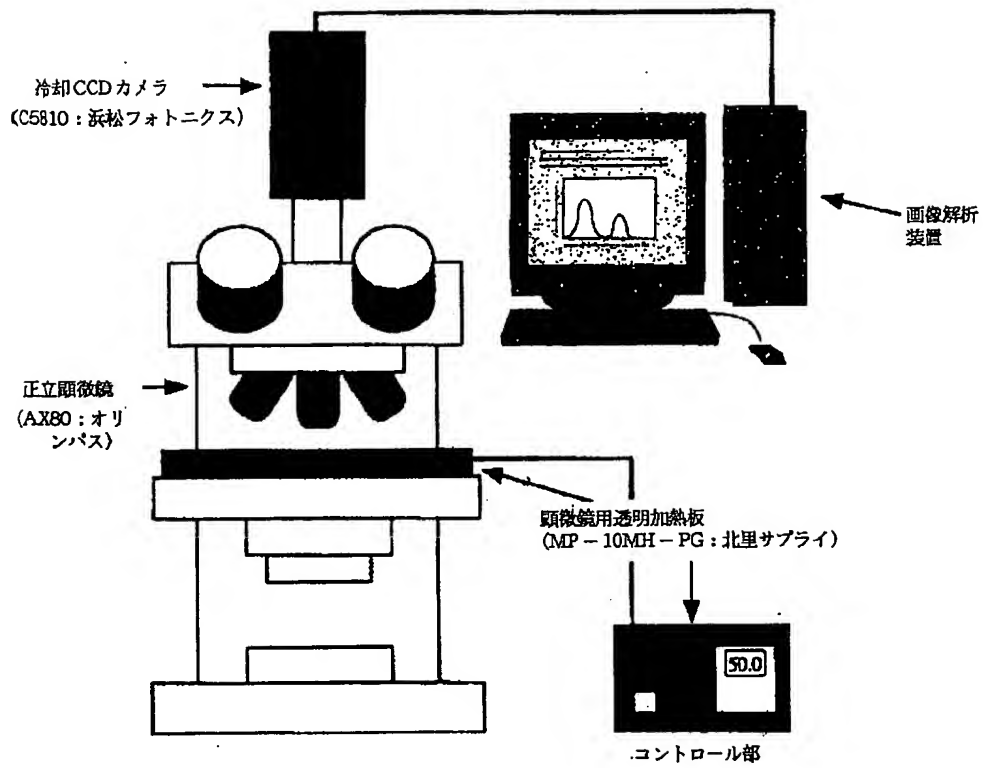 冷却CCDカメラ
(C5810:浜松フォトニクス)
画像解析
装置
正立顕微鏡
(AX80:オリ
ンパス)
顕微鏡用透明加熱板
(MP-10MH-PG:北里サプライ)
50.0
コントロール部